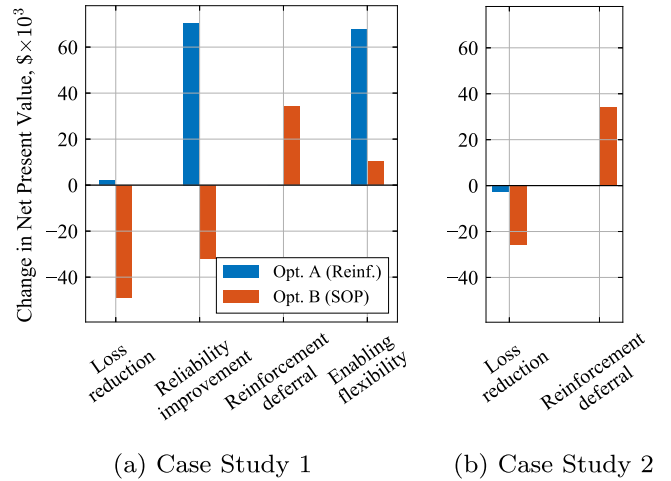 Change in Net Present Value, $×10³
60
40
20
0
−20
−40
Opt. A (Reinf.)
Opt. B (SOP)
Loss
reduction
Reliability
improvement
Reinforcement
deferral
Enabling
flexibility
(a) Case Study 1
60
40
20
0
−20
−40
Loss
reduction
Reinforcement
deferral
(b) Case Study 2